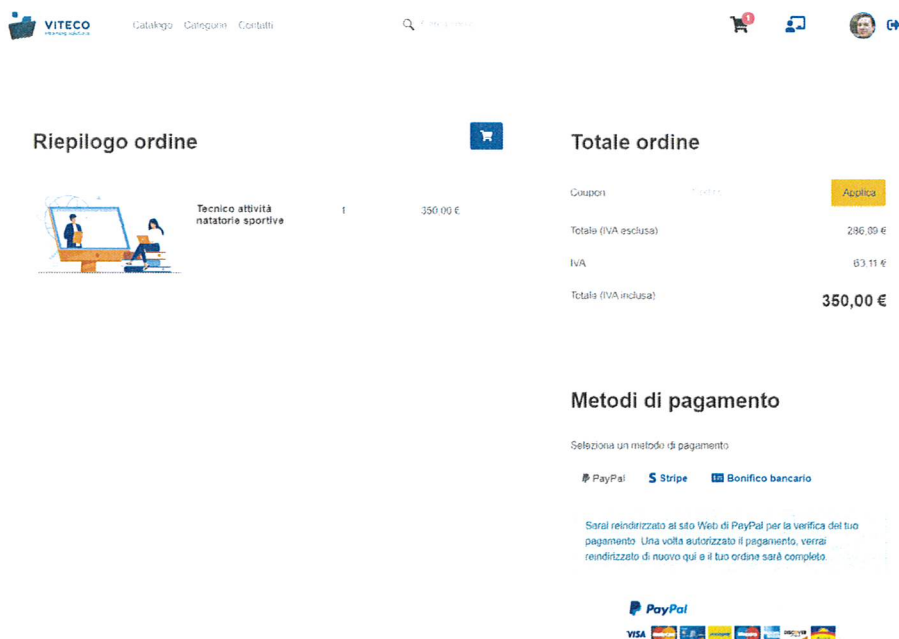 VITECO
Catalogo Categorie Contatti
1
Riepilogo ordine
Tecnico attività
natatorie sportive
1
350,00 €
Totale ordine
Coupon
Applica
Totale (IVA esclusa)
286,89 €
IVA
63,11 €
Totale (IVA inclusa)
350,00 €
Metodi di pagamento
Seleziona un metodo di pagamento
PayPal
Stripe
Bonifico bancario
Sarai reindirizzato al sito Web di PayPal per la verifica del tuo
pagamento. Una volta autorizzato il pagamento, verrai
reindirizzato di nuovo qui e il tuo ordine sarà completo.
PayPal
VISA
DISCOVER